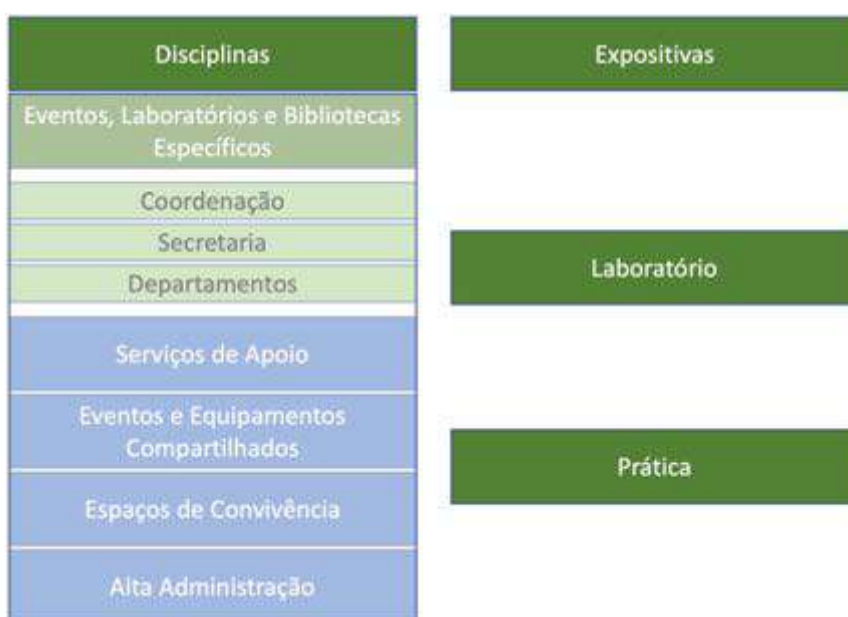 Disciplinas
Eventos, Laboratórios e Bibliotecas
Específicos
Coordenação
Secretaria
Departamentos
Serviços de Apoio
Eventos e Equipamentos
Compartilhados
Espaços de Convivência
Alta Administração
Expositivas
Laboratório
Prática